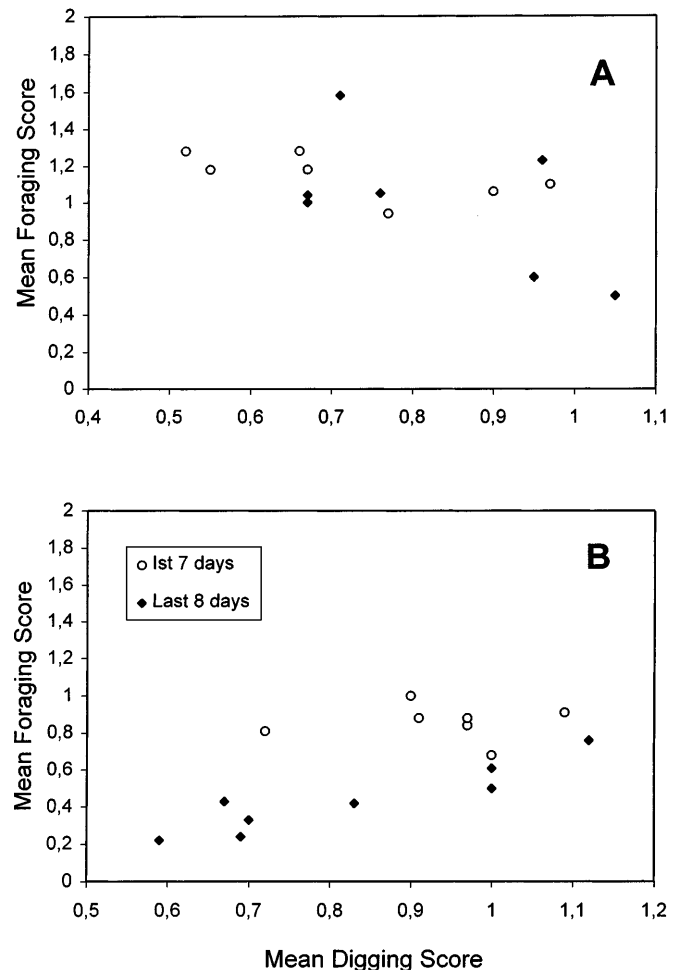 2
1,8
1,6
1,4
1,2
1
0,8
0,6
0,4
0,2
0
Mean Foraging Score
A
0,4 0,5 0,6 0,7 0,8 0,9 1 1,1
2
1,8
1,6
1,4
1,2
1
0,8
0,6
0,4
0,2
0
Mean Foraging Score
B
Ist 7 days
Last 8 days
0,5 0,6 0,7 0,8 0,9 1 1,1 1,2
Mean Digging Score